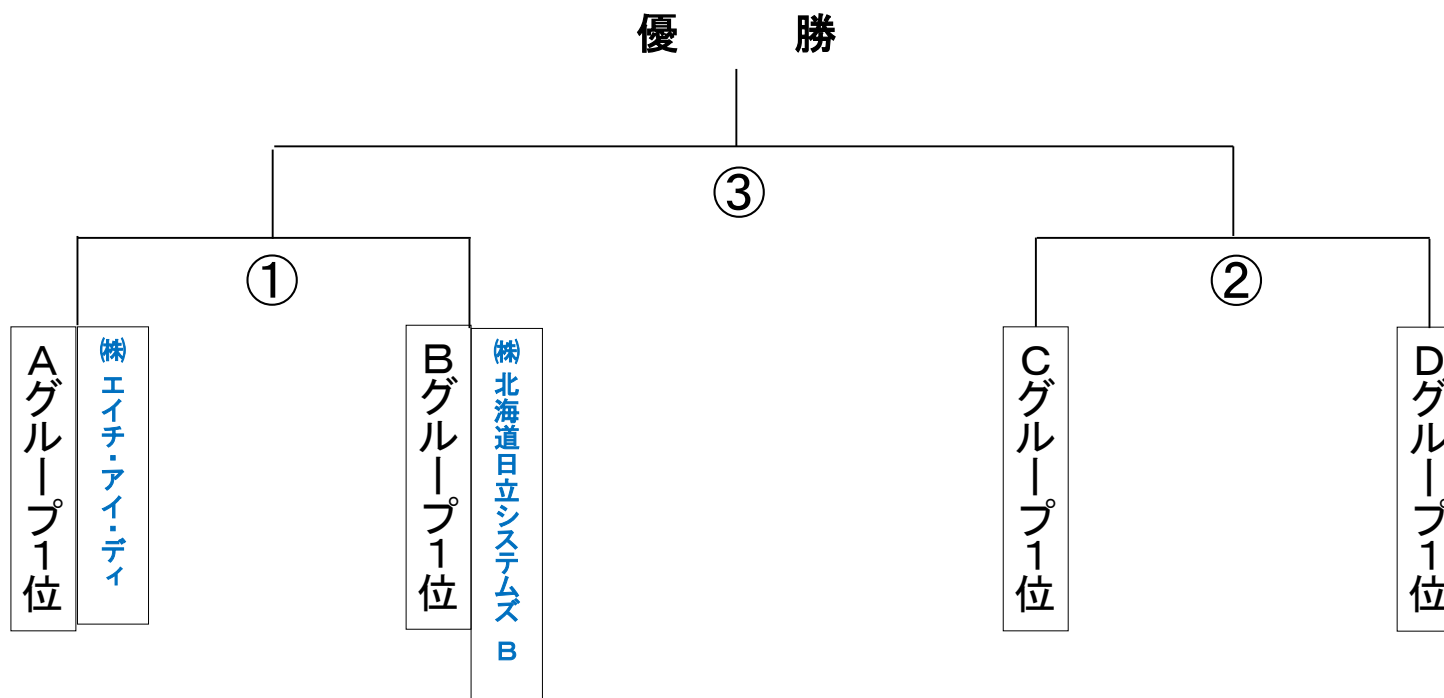 優 勝
③
①
②
Aグループ1位
㈱ エイチ・アイ・ディ
Bグループ1位
㈱ 北海道日立システムズ B
Cグループ1位
Dグループ1位